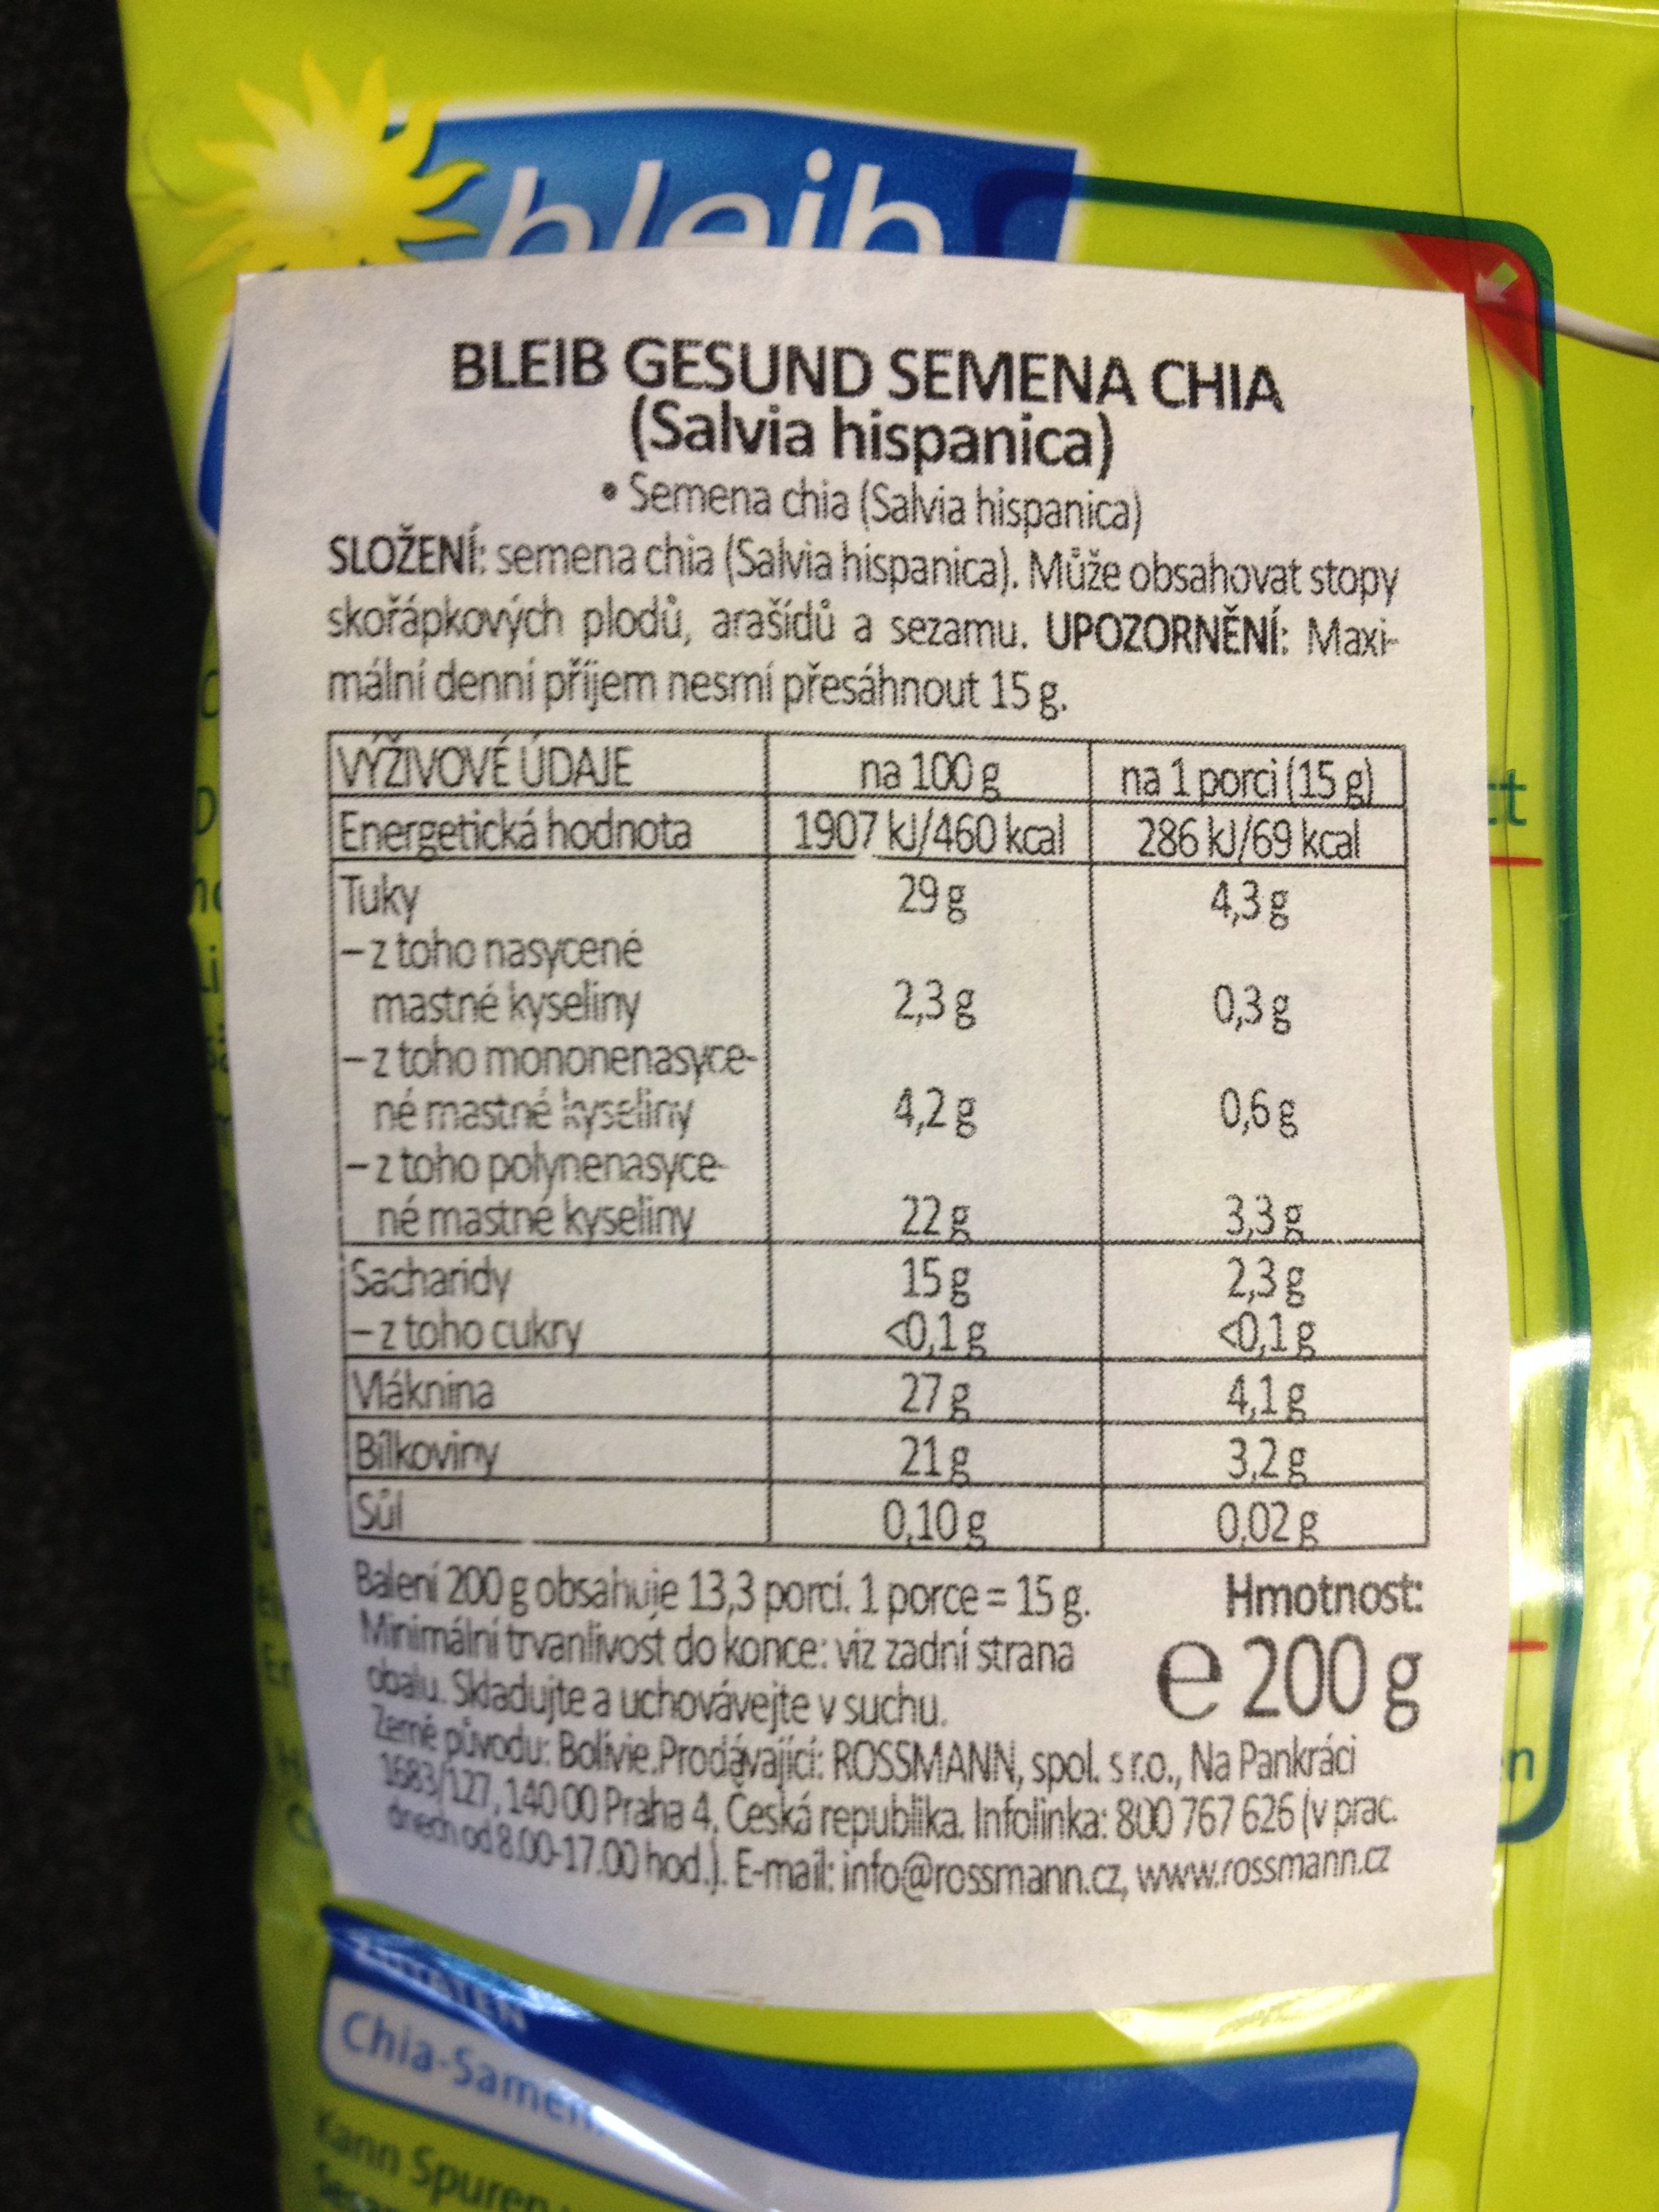 bleib
BLEIB GESUND SEMENA CHIA
(Salvia hispanica)
• Semena chia (Salvia hispanica)
SLOŽENÍ: semena chia (Salvia hispanica). Může obsahovat stopy
skořápkových plodů, arašídů a sezamu. UPOZORNĚNÍ: Maxi-
mální denní příjem nesmí přesáhnout 15 g.
VÝŽIVOVÉ ÚDAJE na 100 g na 1 porci (15 g)
Energetická hodnota 1907 kJ/460 kcal 286 kJ/69 kcal
Tuky 29 g 4,3 g
– z toho nasycené
mastné kyseliny 2,3 g 0,3 g
– z toho mononenasyce-
né mastné kyseliny 4,2 g 0,6 g
– z toho polynenasyce-
né mastné kyseliny 22 g 3,3 g
Sacharidy 15 g 2,3 g
– z toho cukry <0,1 g <0,1 g
Vláknina 27 g 4,1 g
Bílkoviny 21 g 3,2 g
Sůl 0,10 g 0,02 g
Balení 200 g obsahuje 13,3 porcí. 1 porce = 15 g.
Minimální trvanlivost do konce: viz zadní strana
obalu. Skladujte a uchovávejte v suchu.
Hmotnost:
e 200 g
Země původu: Bolívie.Prodávající: ROSSMANN, spol. s r.o., Na Pankráci
1683/127, 140 00 Praha 4, Česká republika. Infolinka: 800 767 626 (v prac.
dnech od 8.00-17.00 hod.). E-mail: info@rossmann.cz, www.rossmann.cz
Chia-Samen
Kann Spuren